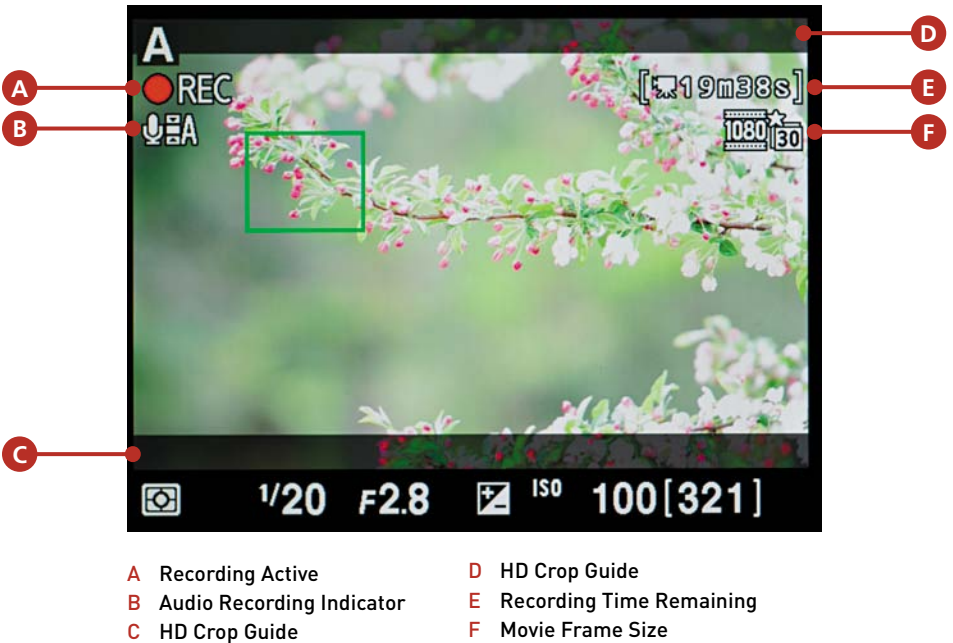 A
D
A
REC
[19m38s]
E
B
A
1080
30
F
C
1/20 F2.8 ISO 100[321]
A Recording Active
B Audio Recording Indicator
C HD Crop Guide
D HD Crop Guide
E Recording Time Remaining
F Movie Frame Size